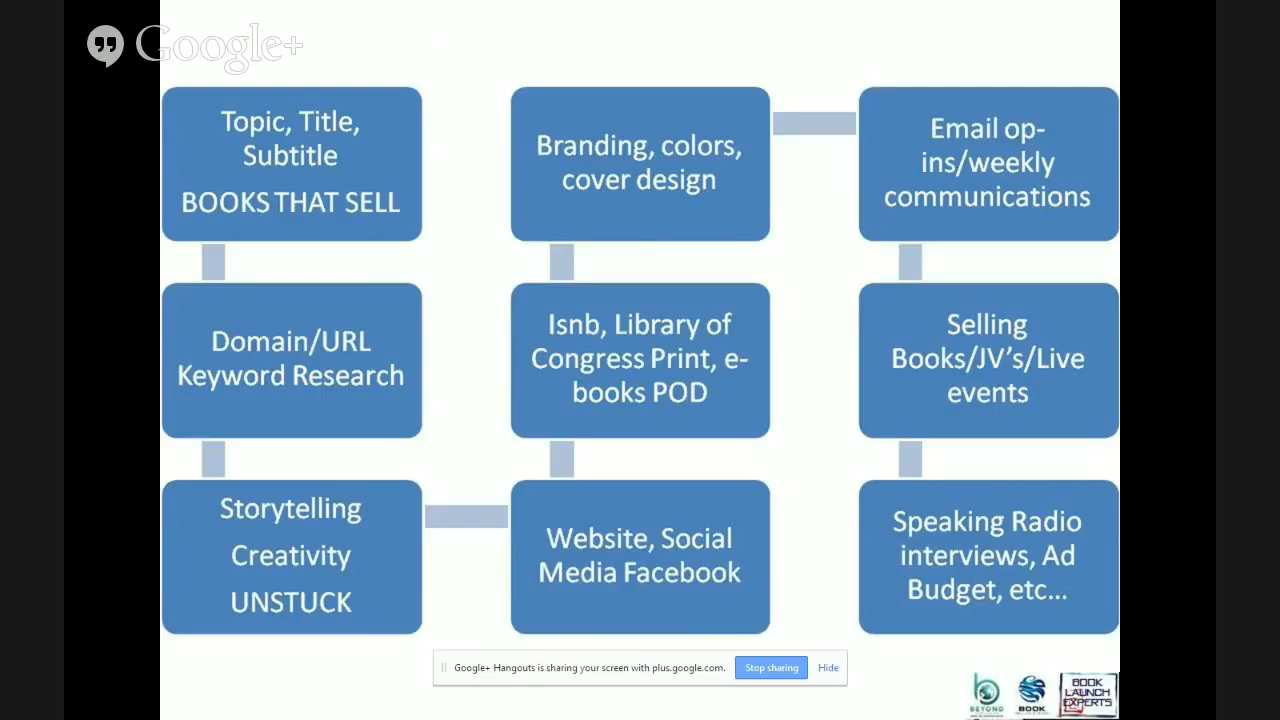 Google+
Topic, Title,
Subtitle
BOOKS THAT SELL
Domain/URL
Keyword Research
Storytelling
Creativity
UNSTUCK
Website, Social
Media Facebook
Isnb, Library of
Congress Print, e-
books POD
Branding, colors,
cover design
Email op-
ins/weekly
communications
Selling
Books/JV's/Live
events
Speaking Radio
interviews, Ad
Budget, etc...
Google+ Hangouts is sharing your screen with plus.google.com.
Stop sharing
Hide
BEYOND
BOOK
BOOK
LAUNCH
EXPERTS